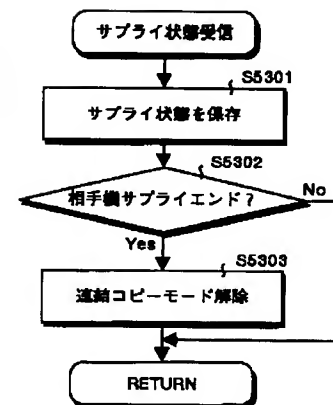 サプライ状態受信
S5301
サプライ状態を保存
S5302
相手機サプライエンド?
No
Yes
S5303
連結コピーモード解除
RETURN